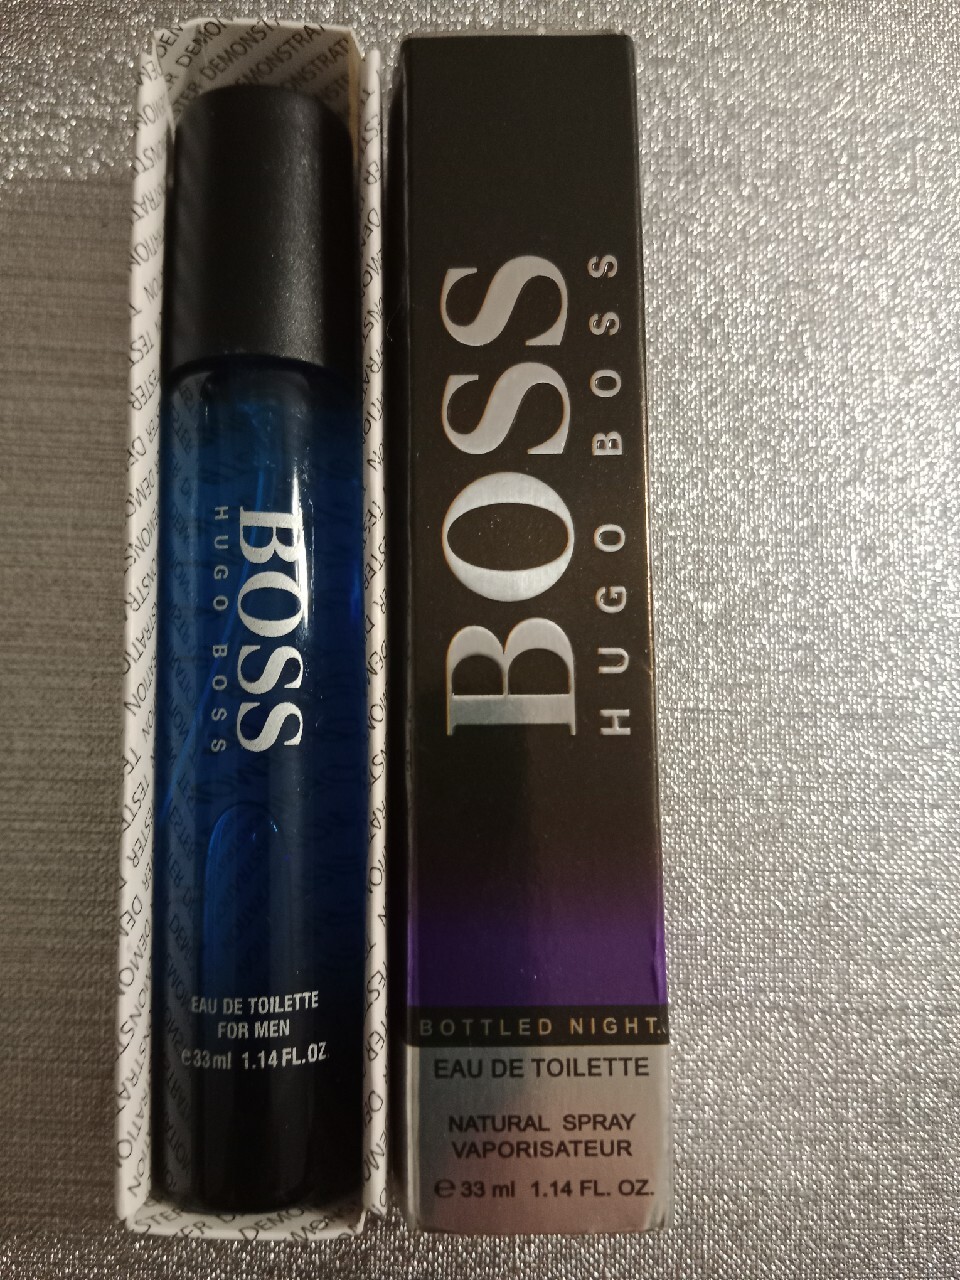 BOSS
HUGO BOSS
EAU DE TOILETTE
FOR MEN
℮33ml 1.14 FL.OZ.
BOSS
HUGO BOSS
BOTTLED NIGHT.
EAU DE TOILETTE
NATURAL SPRAY
VAPORISATEUR
℮ 33 ml 1.14 FL. OZ.
TESTER DEMONSTRATION